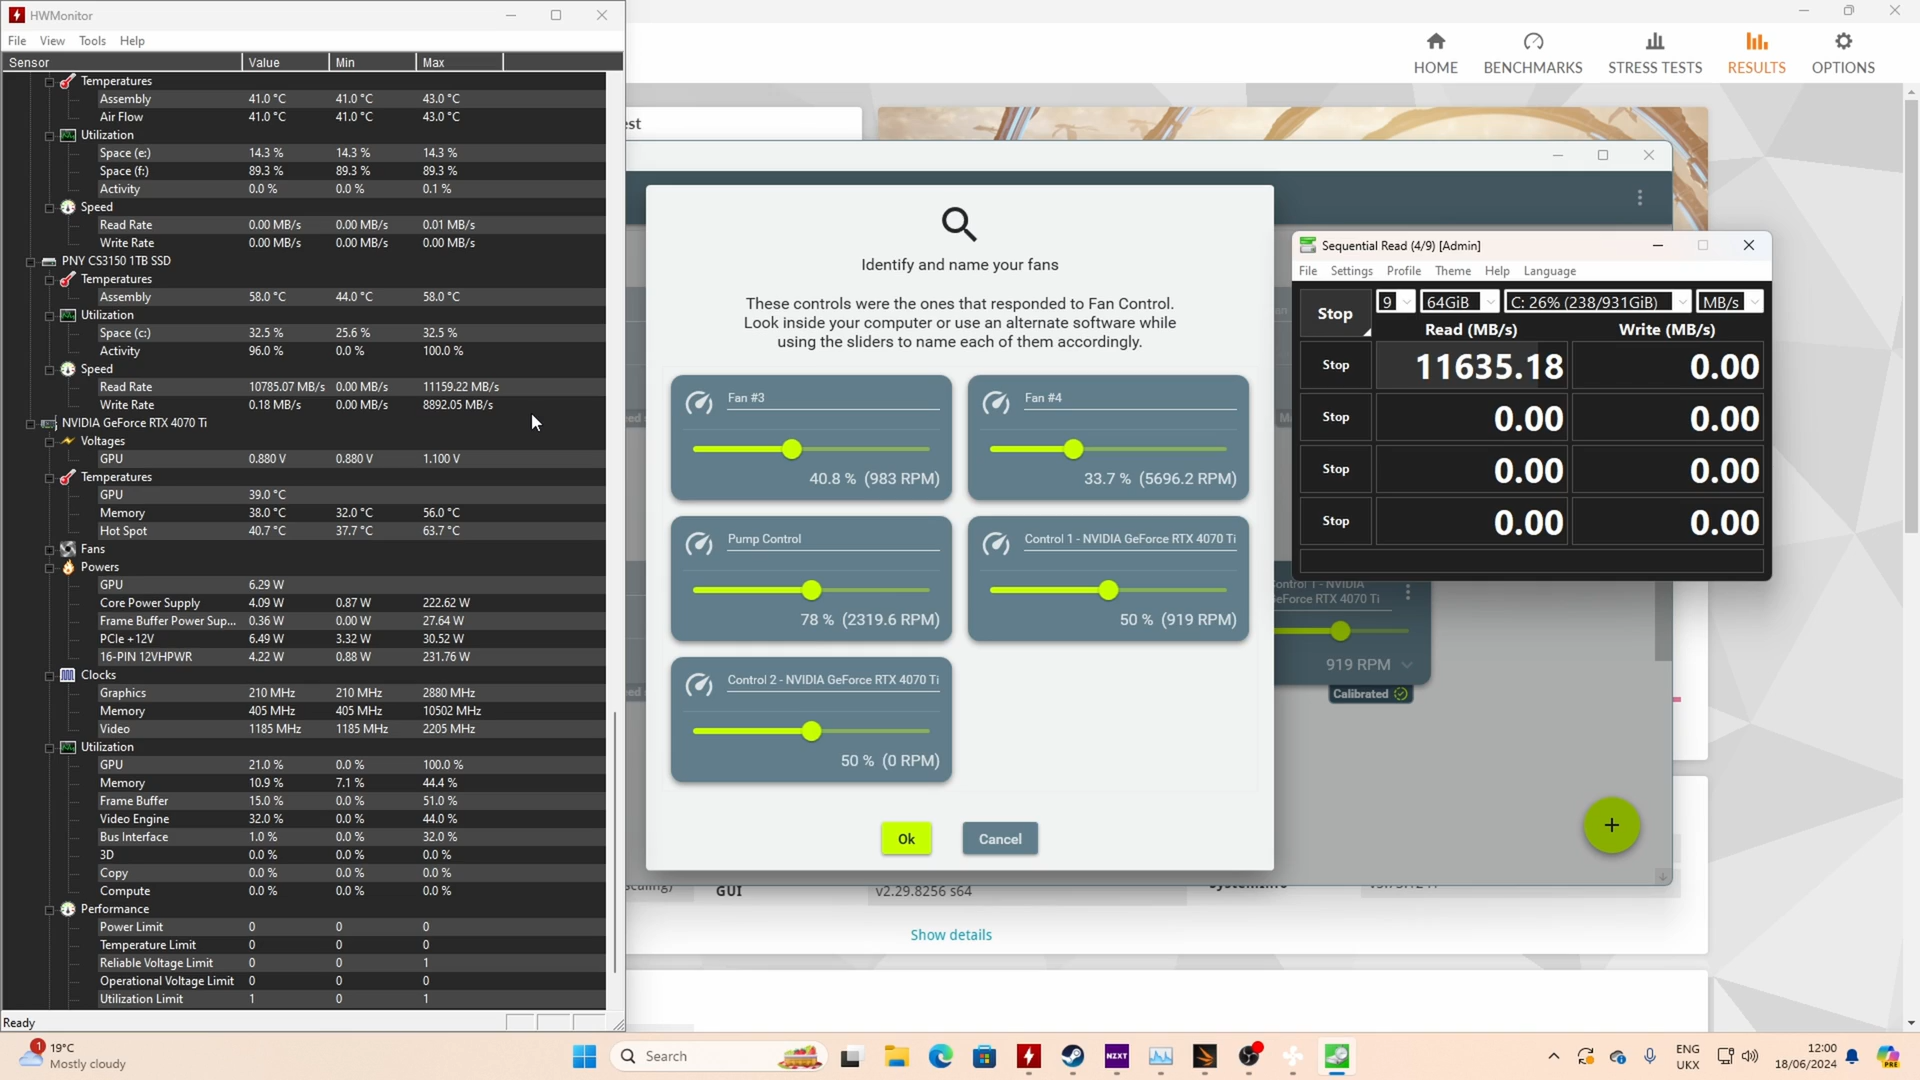 HWMonitor
File View Tools Help
Sensor Value Min Max
Temperatures
Assembly 41.0 °C 41.0 °C 43.0 °C
Air Flow 41.0 °C 41.0 °C 43.0 °C
Utilization
Space (e:) 14.3 % 14.3 % 14.3 %
Space (f:) 89.3 % 89.3 % 89.3 %
Activity 0.0 % 0.0 % 0.1 %
Speed
Read Rate 0.00 MB/s 0.00 MB/s 0.01 MB/s
Write Rate 0.00 MB/s 0.00 MB/s 0.00 MB/s
PNY CS3150 1TB SSD
Temperatures
Assembly 58.0 °C 44.0 °C 58.0 °C
Utilization
Space (c:) 32.5 % 25.6 % 32.5 %
Activity 96.0 % 0.0 % 100.0 %
Speed
Read Rate 10785.07 MB/s 0.00 MB/s 11159.22 MB/s
Write Rate 0.18 MB/s 0.00 MB/s 8892.05 MB/s
NVIDIA GeForce RTX 4070 Ti
Voltages
GPU 0.880 V 0.880 V 1.100 V
Temperatures
GPU 39.0 °C
Memory 38.0 °C 32.0 °C 56.0 °C
Hot Spot 40.7 °C 37.7 °C 63.7 °C
Fans
Powers
GPU 6.29 W
Core Power Supply 4.09 W 0.87 W 222.62 W
Frame Buffer Power Sup... 0.36 W 0.00 W 27.64 W
PCIe +12V 6.49 W 3.32 W 30.52 W
16-PIN 12VHPWR 4.22 W 0.88 W 231.76 W
Clocks
Graphics 210 MHz 210 MHz 2880 MHz
Memory 405 MHz 405 MHz 10502 MHz
Video 1185 MHz 1185 MHz 2205 MHz
Utilization
GPU 21.0 % 0.0 % 100.0 %
Memory 10.9 % 7.1 % 44.4 %
Frame Buffer 15.0 % 0.0 % 51.0 %
Video Engine 32.0 % 0.0 % 44.0 %
Bus Interface 1.0 % 0.0 % 32.0 %
3D 0.0 % 0.0 % 0.0 %
Copy 0.0 % 0.0 % 0.0 %
Compute 0.0 % 0.0 % 0.0 %
Performance
Power Limit 0 0 0
Temperature Limit 0 0 0
Reliable Voltage Limit 0 0 1
Operational Voltage Limit 0 0 0
Utilization Limit 1 0 1
Ready
HOME BENCHMARKS STRESS TESTS RESULTS OPTIONS
est
Identify and name your fans
These controls were the ones that responded to Fan Control.
Look inside your computer or use an alternate software while
using the sliders to name each of them accordingly.
Fan #3
40.8 % (983 RPM)
Fan #4
33.7 % (5696.2 RPM)
Pump Control
78 % (2319.6 RPM)
Control 1 - NVIDIA GeForce RTX 4070 Ti
50 % (919 RPM)
Control 2 - NVIDIA GeForce RTX 4070 Ti
50 % (0 RPM)
Ok Cancel
Sequential Read (4/9) [Admin]
File Settings Profile Theme Help Language
Stop 9 64GiB C: 26% (238/931GiB) MB/s
Read (MB/s) Write (MB/s)
Stop 11635.18 0.00
Stop 0.00 0.00
Stop 0.00 0.00
Stop 0.00 0.00
ontrol 1 - NVIDIA
eForce RTX 4070 Ti
919 RPM
Calibrated
+
GUI v2.29.8256 s64
Show details
1
19°C
Mostly cloudy
Search
NZXT
ENG
UKX
12:00
18/06/2024
PRE